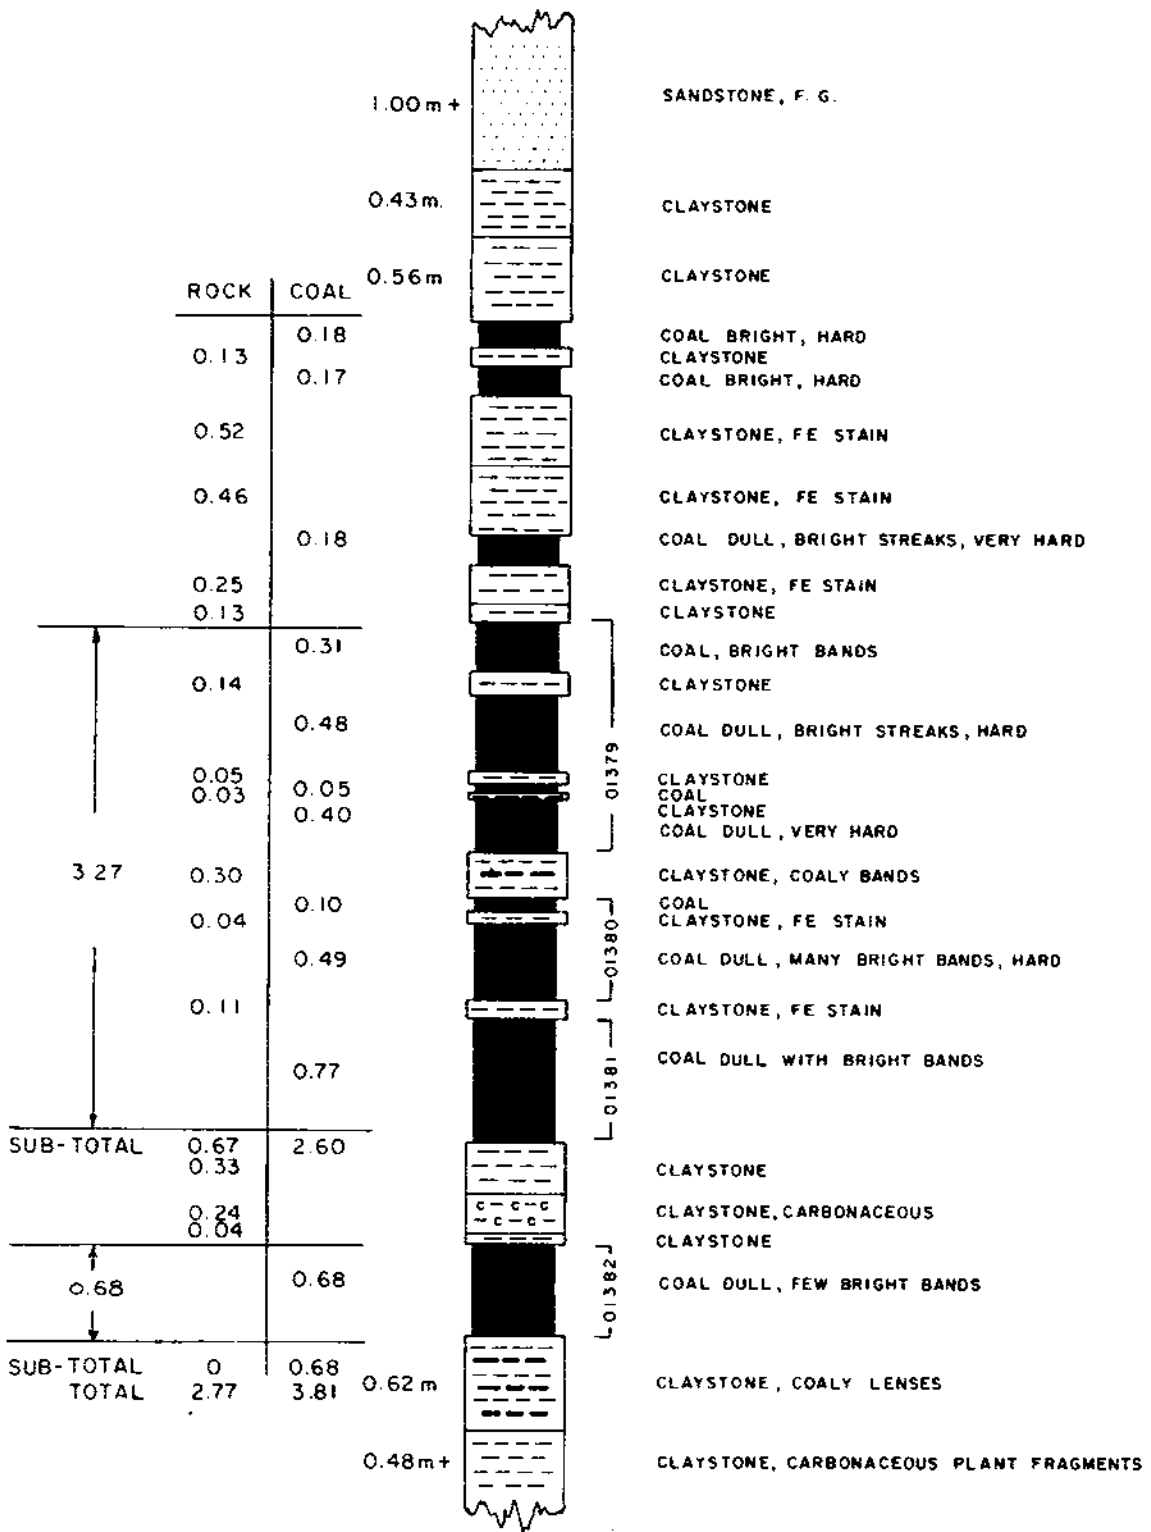 1.00 m + SANDSTONE, F. G.
0.43 m. CLAYSTONE
0.56 m CLAYSTONE
ROCK COAL
0.18 COAL BRIGHT, HARD
0.13 CLAYSTONE
0.17 COAL BRIGHT, HARD
0.52 CLAYSTONE, FE STAIN
0.46 CLAYSTONE, FE STAIN
0.18 COAL DULL, BRIGHT STREAKS, VERY HARD
0.25 CLAYSTONE, FE STAIN
0.13 CLAYSTONE
0.31 COAL, BRIGHT BANDS
0.14 CLAYSTONE
0.48 COAL DULL, BRIGHT STREAKS, HARD
01379
0.05 CLAYSTONE
0.05 COAL
0.03 CLAYSTONE
0.40 COAL DULL, VERY HARD
3.27
0.30 CLAYSTONE, COALY BANDS
0.10 COAL
0.04 CLAYSTONE, FE STAIN
01380
0.49 COAL DULL, MANY BRIGHT BANDS, HARD
0.11 CLAYSTONE, FE STAIN
0.77 COAL DULL WITH BRIGHT BANDS
01381
SUB-TOTAL 0.67 2.60
0.33 CLAYSTONE
0.24 C C CLAYSTONE, CARBONACEOUS
C C
0.04 CLAYSTONE
0.68 0.68 COAL DULL, FEW BRIGHT BANDS
01382
SUB-TOTAL 0 0.68
TOTAL 2.77 3.81
0.62 m CLAYSTONE, COALY LENSES
0.48 m + CLAYSTONE, CARBONACEOUS PLANT FRAGMENTS